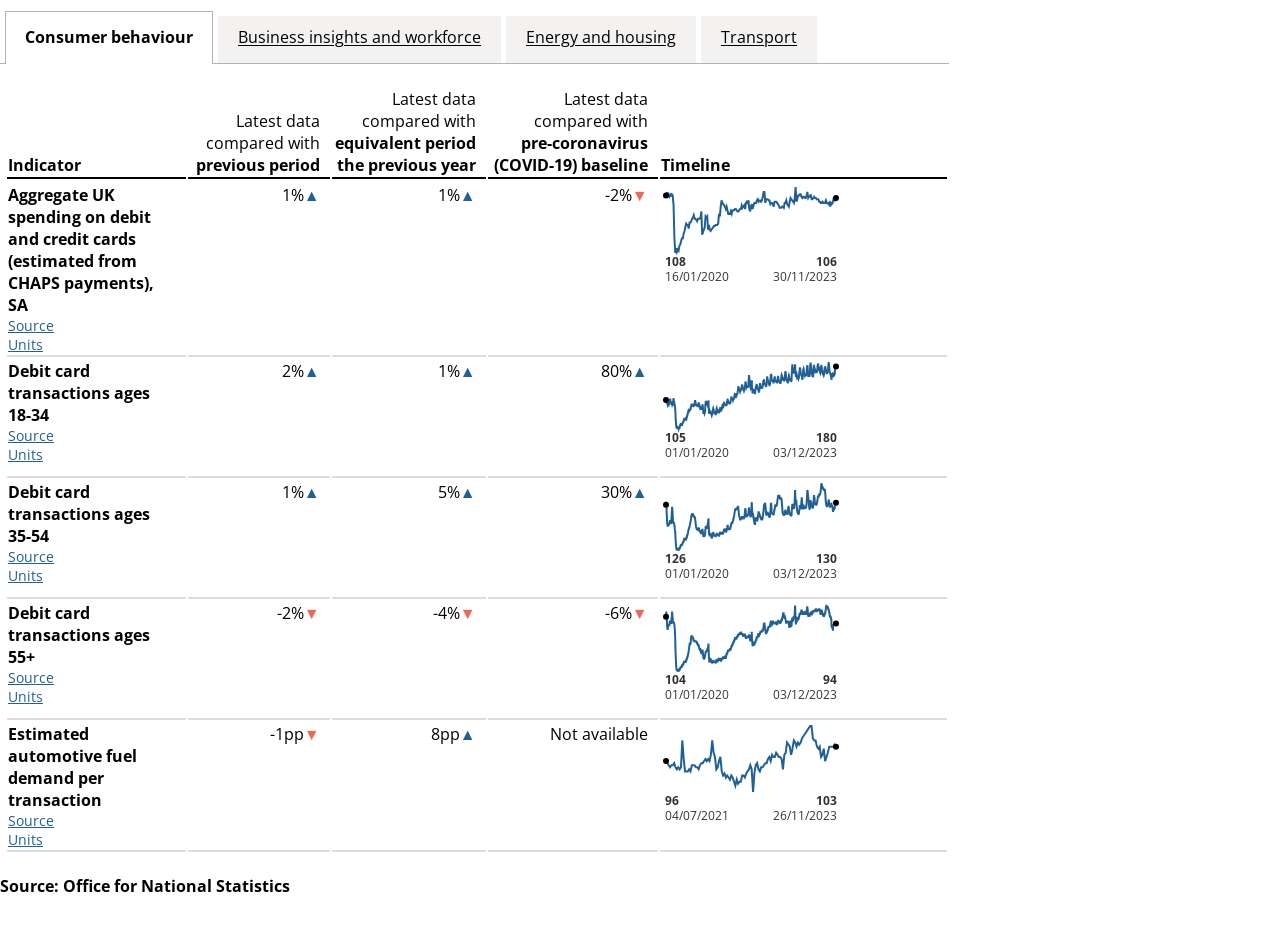 Consumer behaviour
Business insights and workforce
Energy and housing
Transport
Indicator
Latest data
compared with
previous period
Latest data
compared with
equivalent period
the previous year
Latest data
compared with
pre-coronavirus
(COVID-19) baseline
Timeline
Aggregate UK
spending on debit
and credit cards
(estimated from
CHAPS payments),
SA
Source
Units
1%▲
1%▲
-2%▼
108
106
16/01/2020
30/11/2023
Debit card
transactions ages
18-34
Source
Units
2%▲
1%▲
80%▲
105
180
01/01/2020
03/12/2023
Debit card
transactions ages
35-54
Source
Units
1%▲
5%▲
30%▲
126
130
01/01/2020
03/12/2023
Debit card
transactions ages
55+
Source
Units
-2%▼
-4%▼
-6%▼
104
94
01/01/2020
03/12/2023
Estimated
automotive fuel
demand per
transaction
Source
Units
-1pp▼
8pp▲
Not available
96
103
04/07/2021
26/11/2023
Source: Office for National Statistics